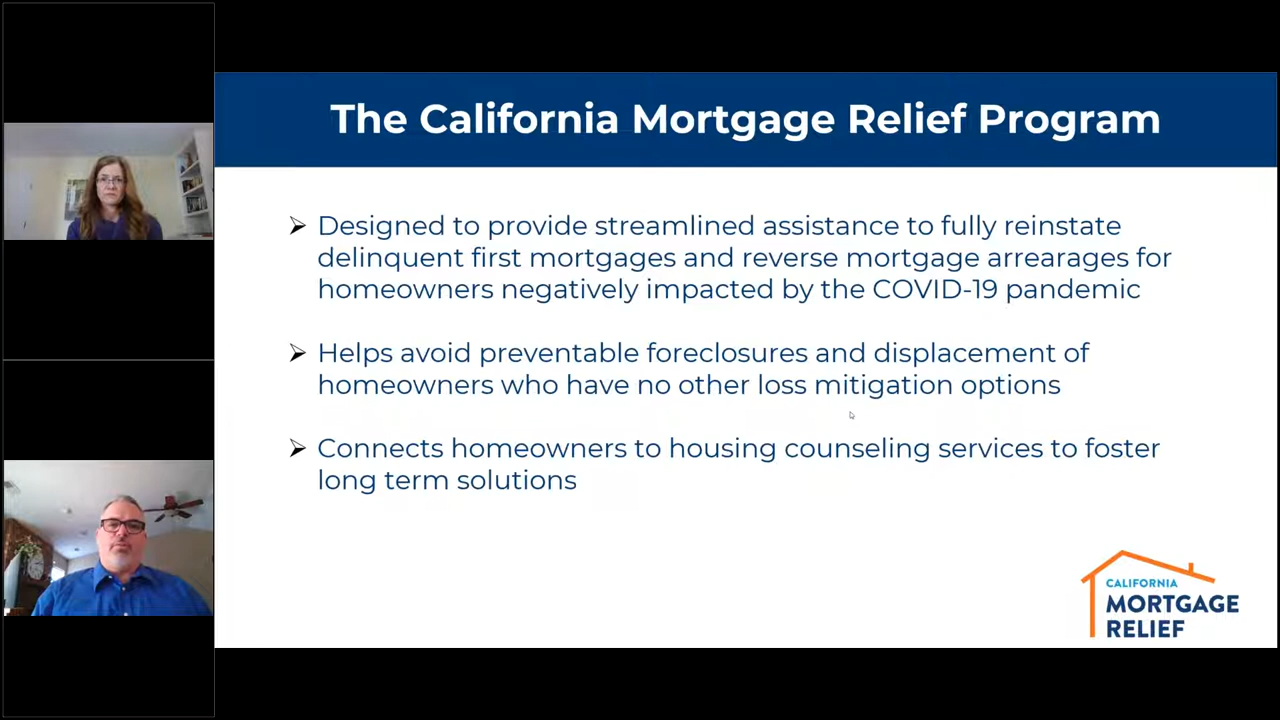 The California Mortgage Relief Program
➢ Designed to provide streamlined assistance to fully reinstate
delinquent first mortgages and reverse mortgage arrearages for
homeowners negatively impacted by the COVID-19 pandemic
➢ Helps avoid preventable foreclosures and displacement of
homeowners who have no other loss mitigation options
➢ Connects homeowners to housing counseling services to foster
long term solutions
CALIFORNIA
MORTGAGE
RELIEF